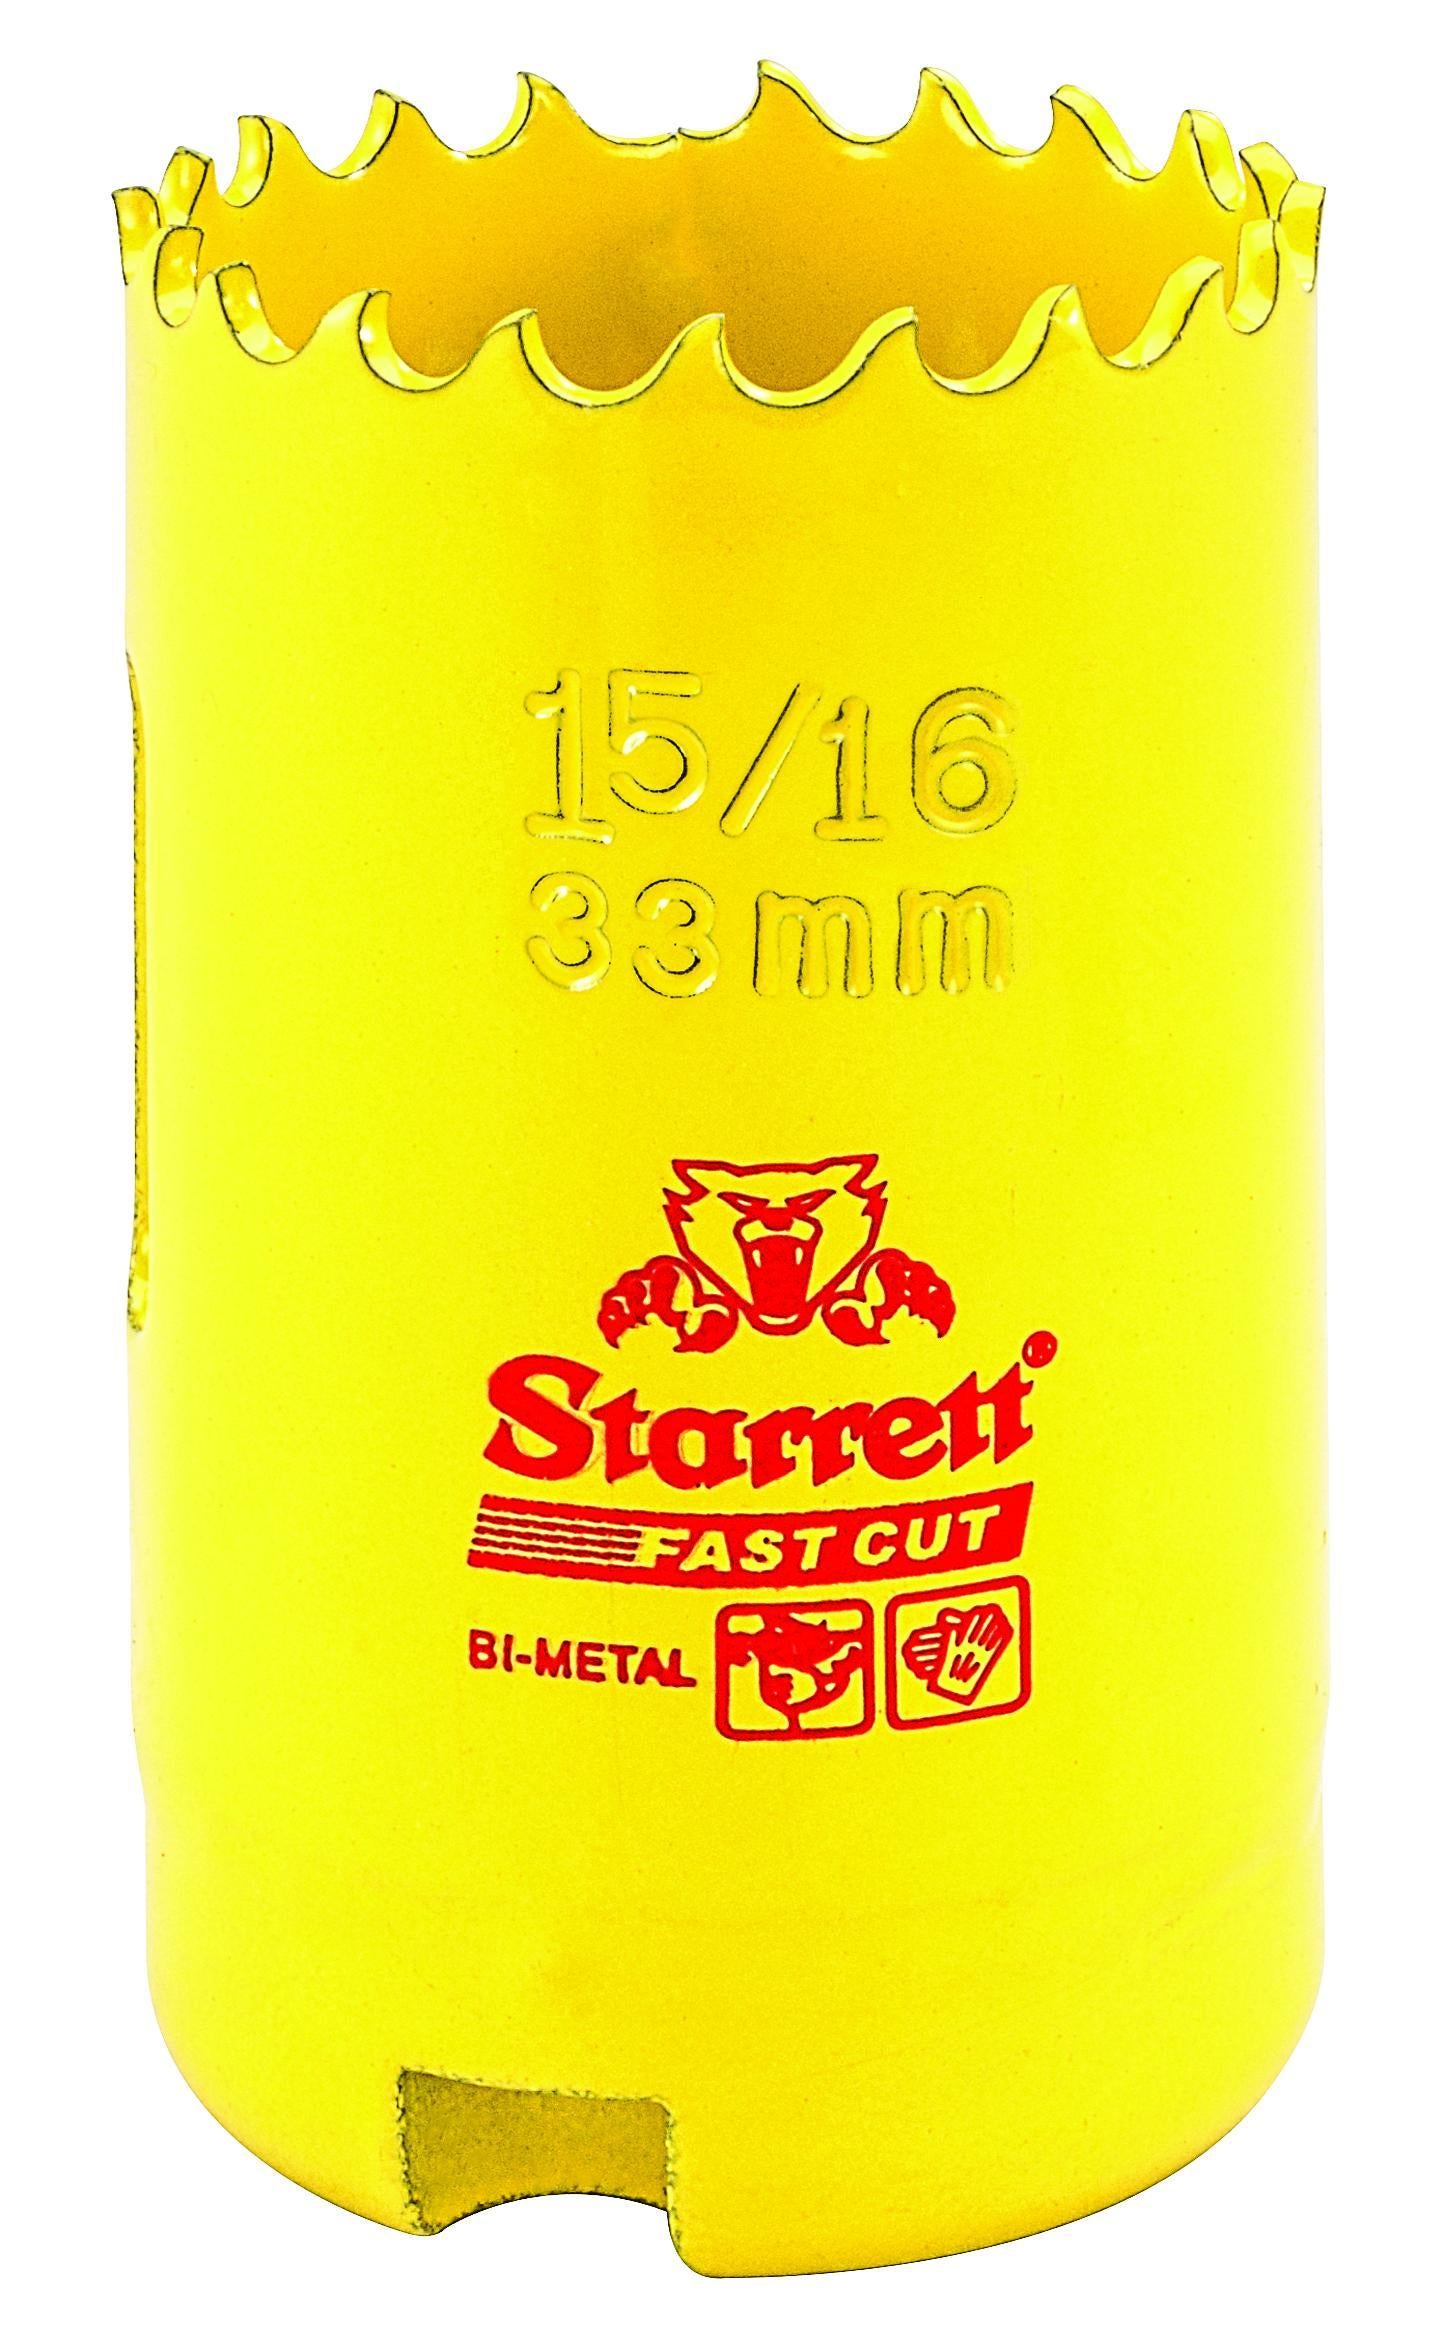 15/16
33mm
Starrett
FAST CUT
BI-METAL